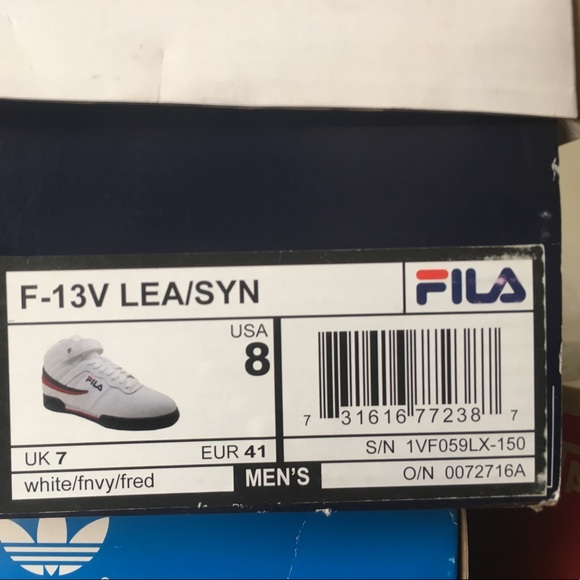 F-13V LEA/SYN
FILA
USA
8
FILA
7 31616 77238 7
UK 7
EUR 41
S/N 1VF059LX-150
white/fnvy/fred
MEN'S
O/N 0072716A